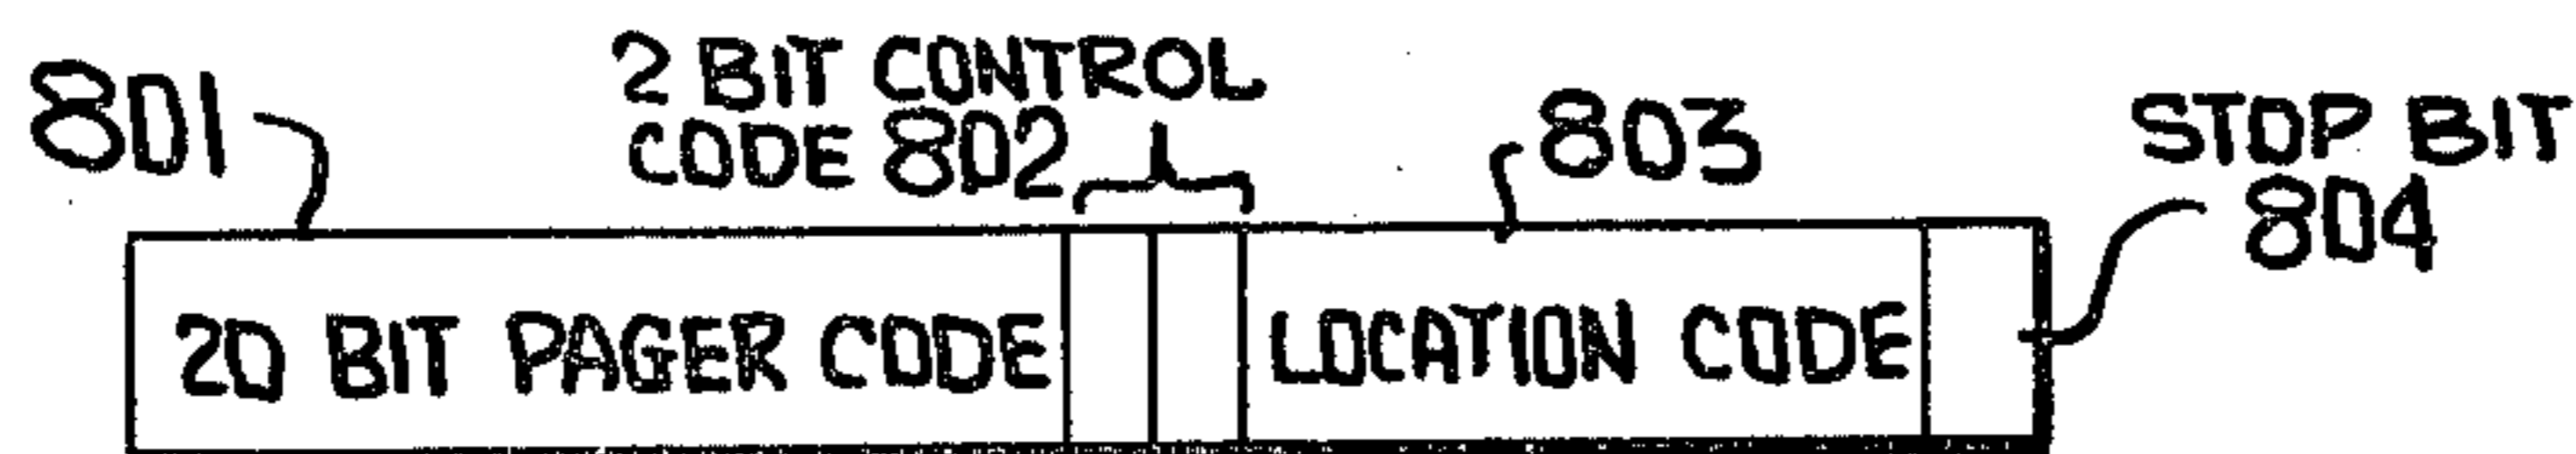 801
2 BIT CONTROL
CODE 802
803
STOP BIT
804
20 BIT PAGER CODE
LOCATION CODE